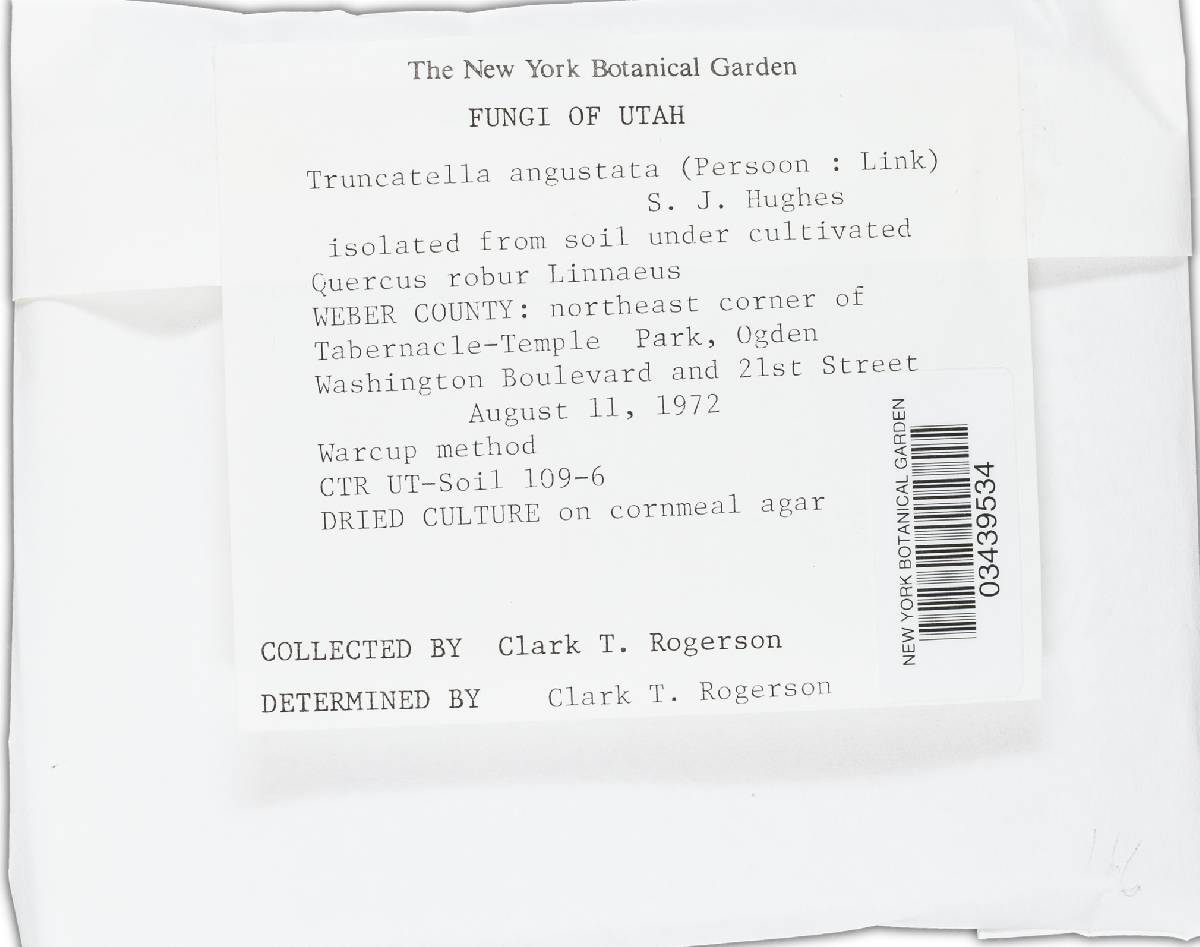 The New York Botanical Garden
FUNGI OF UTAH
Truncatella angustata (Persoon : Link)
S. J. Hughes
isolated from soil under cultivated
Quercus robur Linnaeus
WEBER COUNTY: northeast corner of
Tabernacle-Temple Park, Ogden
Washington Boulevard and 21st Street
August 11, 1972
Warcup method
CTR UT-Soil 109-6
DRIED CULTURE on cornmeal agar
NEW YORK BOTANICAL GARDEN
03439534
COLLECTED BY Clark T. Rogerson
DETERMINED BY Clark T. Rogerson